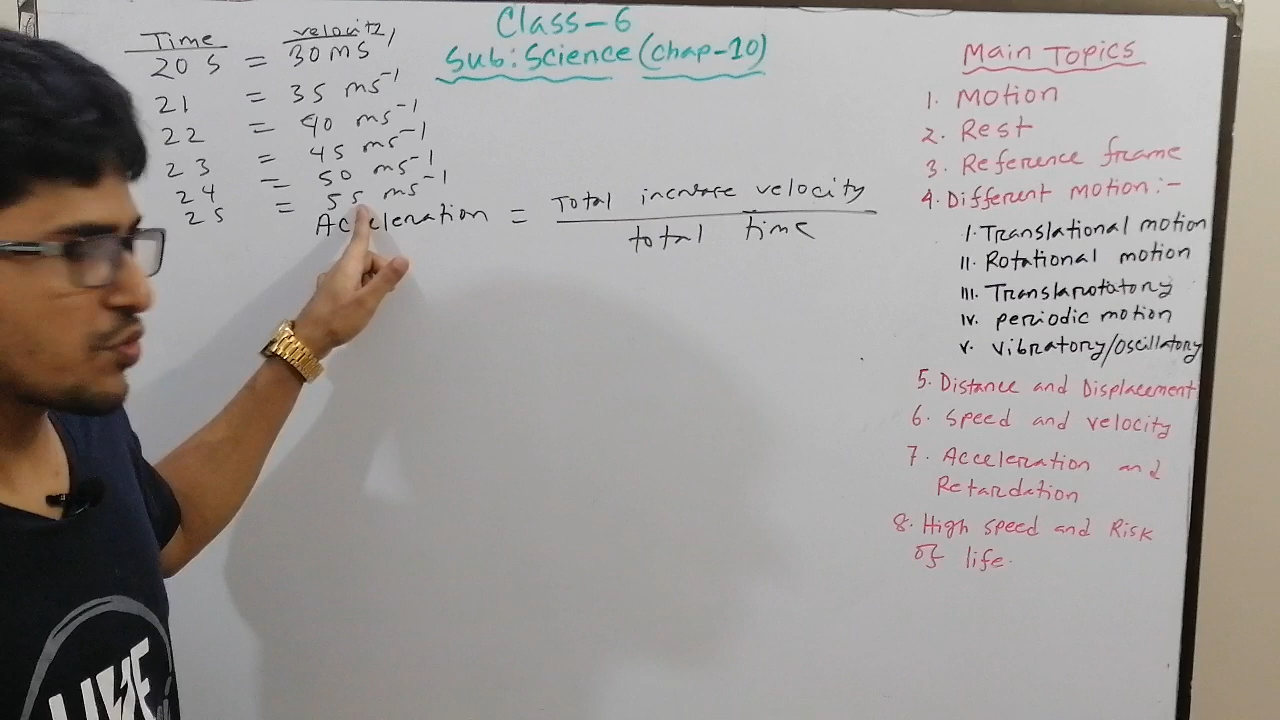 Class-6
Sub: Science (chap-10)
Time velocity
20 s = 30 ms⁻¹
21 = 35 ms⁻¹
22 = 40 ms⁻¹
23 = 45 ms⁻¹
24 = 50 ms⁻¹
25 = 55 ms⁻¹
Acceleration = Total increase velocity
total time
Main Topics
1. Motion
2. Rest
3. Reference frame
4. Different motion:-
I. Translational motion
II. Rotational motion
III. Translarotatory
IV. periodic motion
V. vibratory/oscillatory
5. Distance and Displacement
6. Speed and velocity
7. Acceleration and
Retardation
8. High speed and Risk
of life.